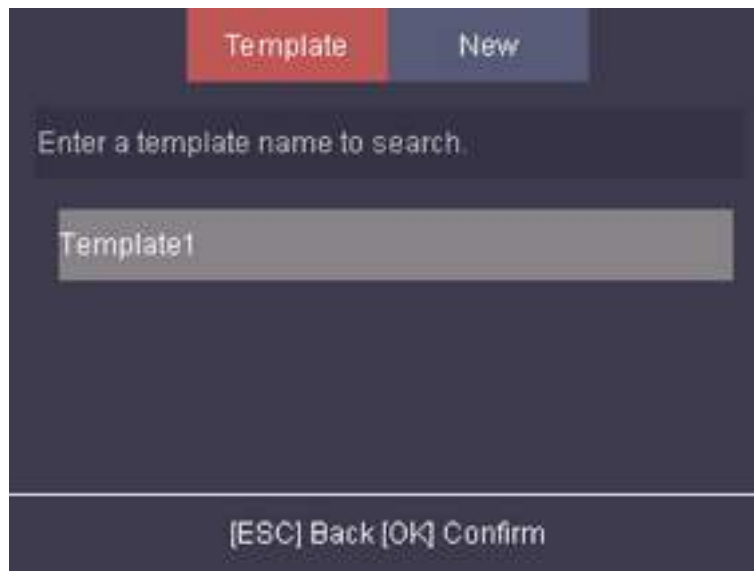 Template New
Enter a template name to search.
Template1
[ESC] Back [OK] Confirm